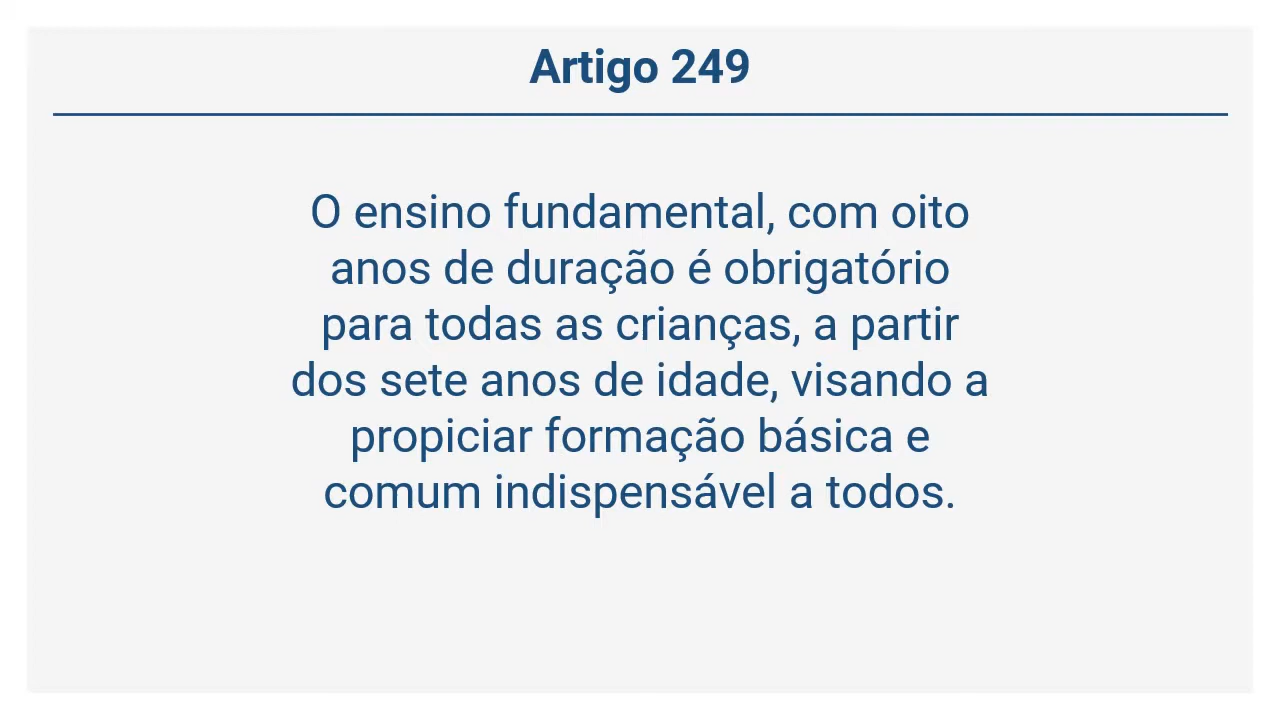 Artigo 249
O ensino fundamental, com oito
anos de duração é obrigatório
para todas as crianças, a partir
dos sete anos de idade, visando a
propiciar formação básica e
comum indispensável a todos.